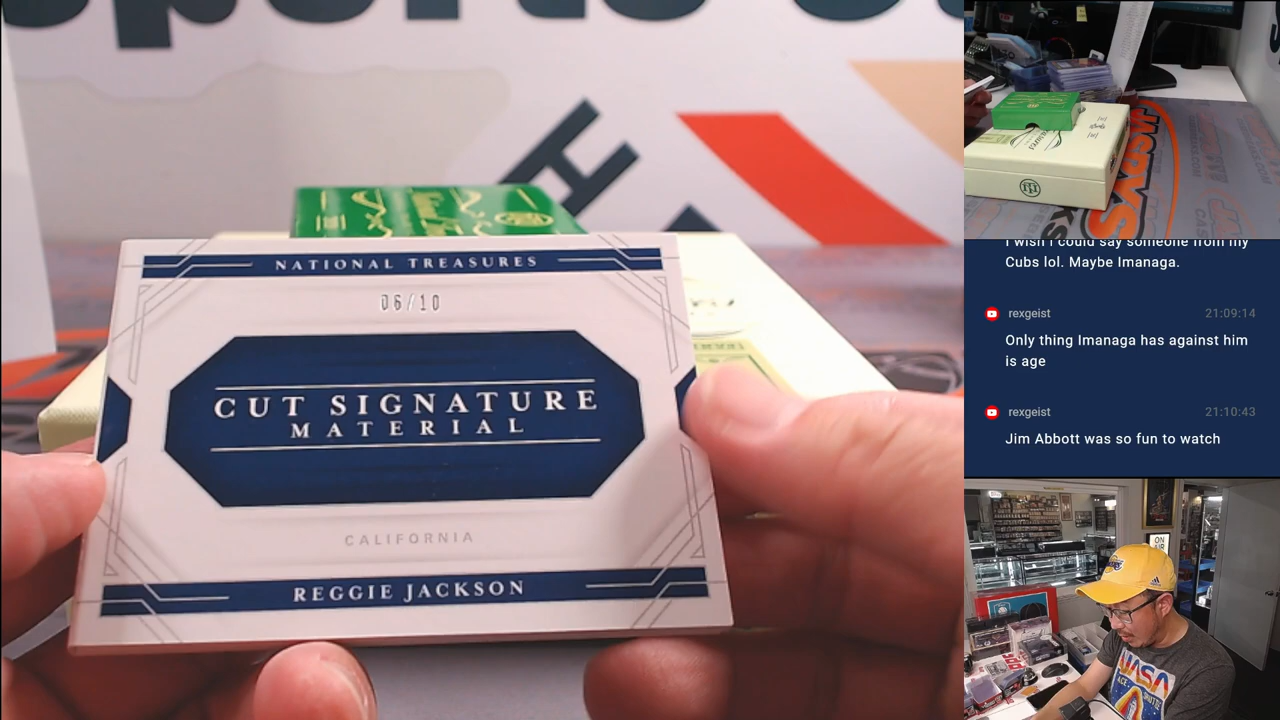 NATIONAL TREASURES
06/10
CUT SIGNATURE
MATERIAL
CALIFORNIA
REGGIE JACKSON
I wish I could say someone from my
Cubs lol. Maybe Imanaga.
rexgeist 21:09:14
Only thing Imanaga has against him
is age
rexgeist 21:10:43
Jim Abbott was so fun to watch
ON
AIR
NASA